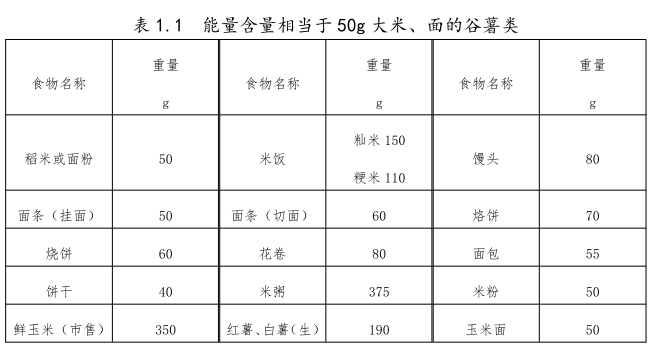 表 1.1 能量含量相当于 50g 大米、面的谷薯类
食物名称 重量 g 食物名称 重量 g 食物名称 重量 g
稻米或面粉 50 米饭 籼米 150 粳米 110 馒头 80
面条（挂面） 50 面条（切面） 60 烙饼 70
烧饼 60 花卷 80 面包 55
饼干 40 米粥 375 米粉 50
鲜玉米（市售） 350 红薯、白薯（生） 190 玉米面 50